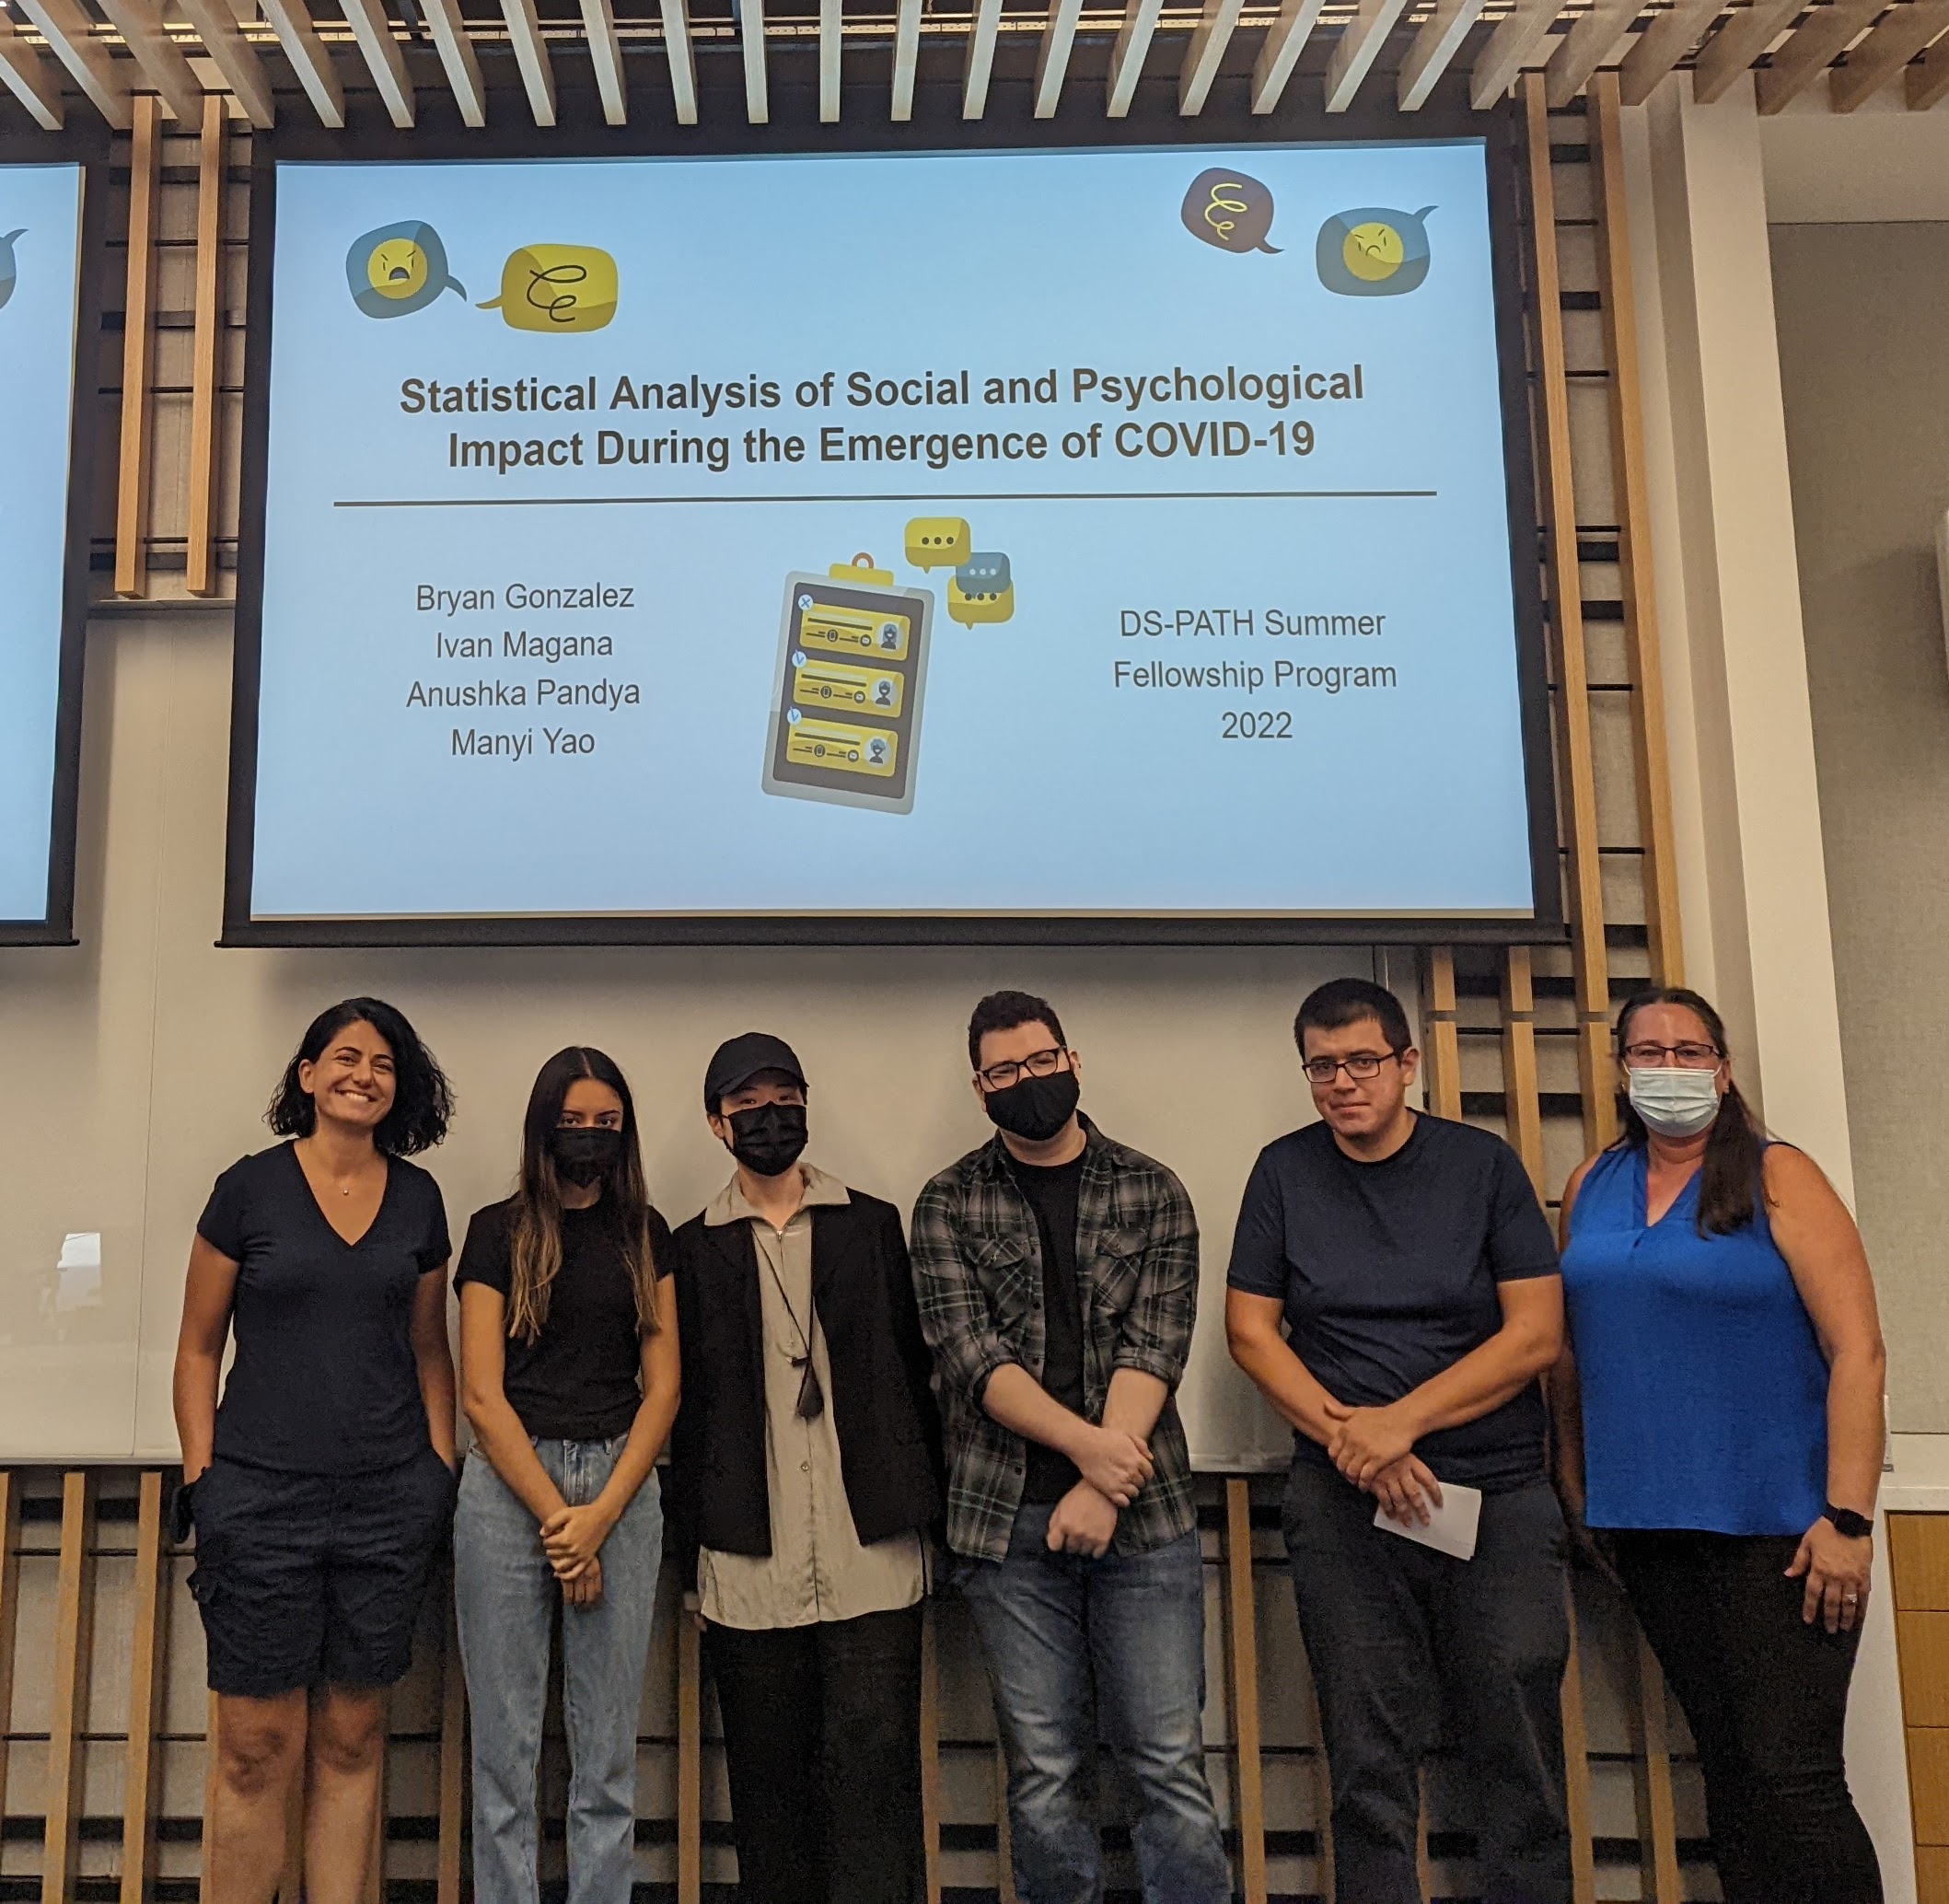 Statistical Analysis of Social and Psychological
Impact During the Emergence of COVID-19
Bryan Gonzalez
Ivan Magana
Anushka Pandya
Manyi Yao
DS-PATH Summer
Fellowship Program
2022